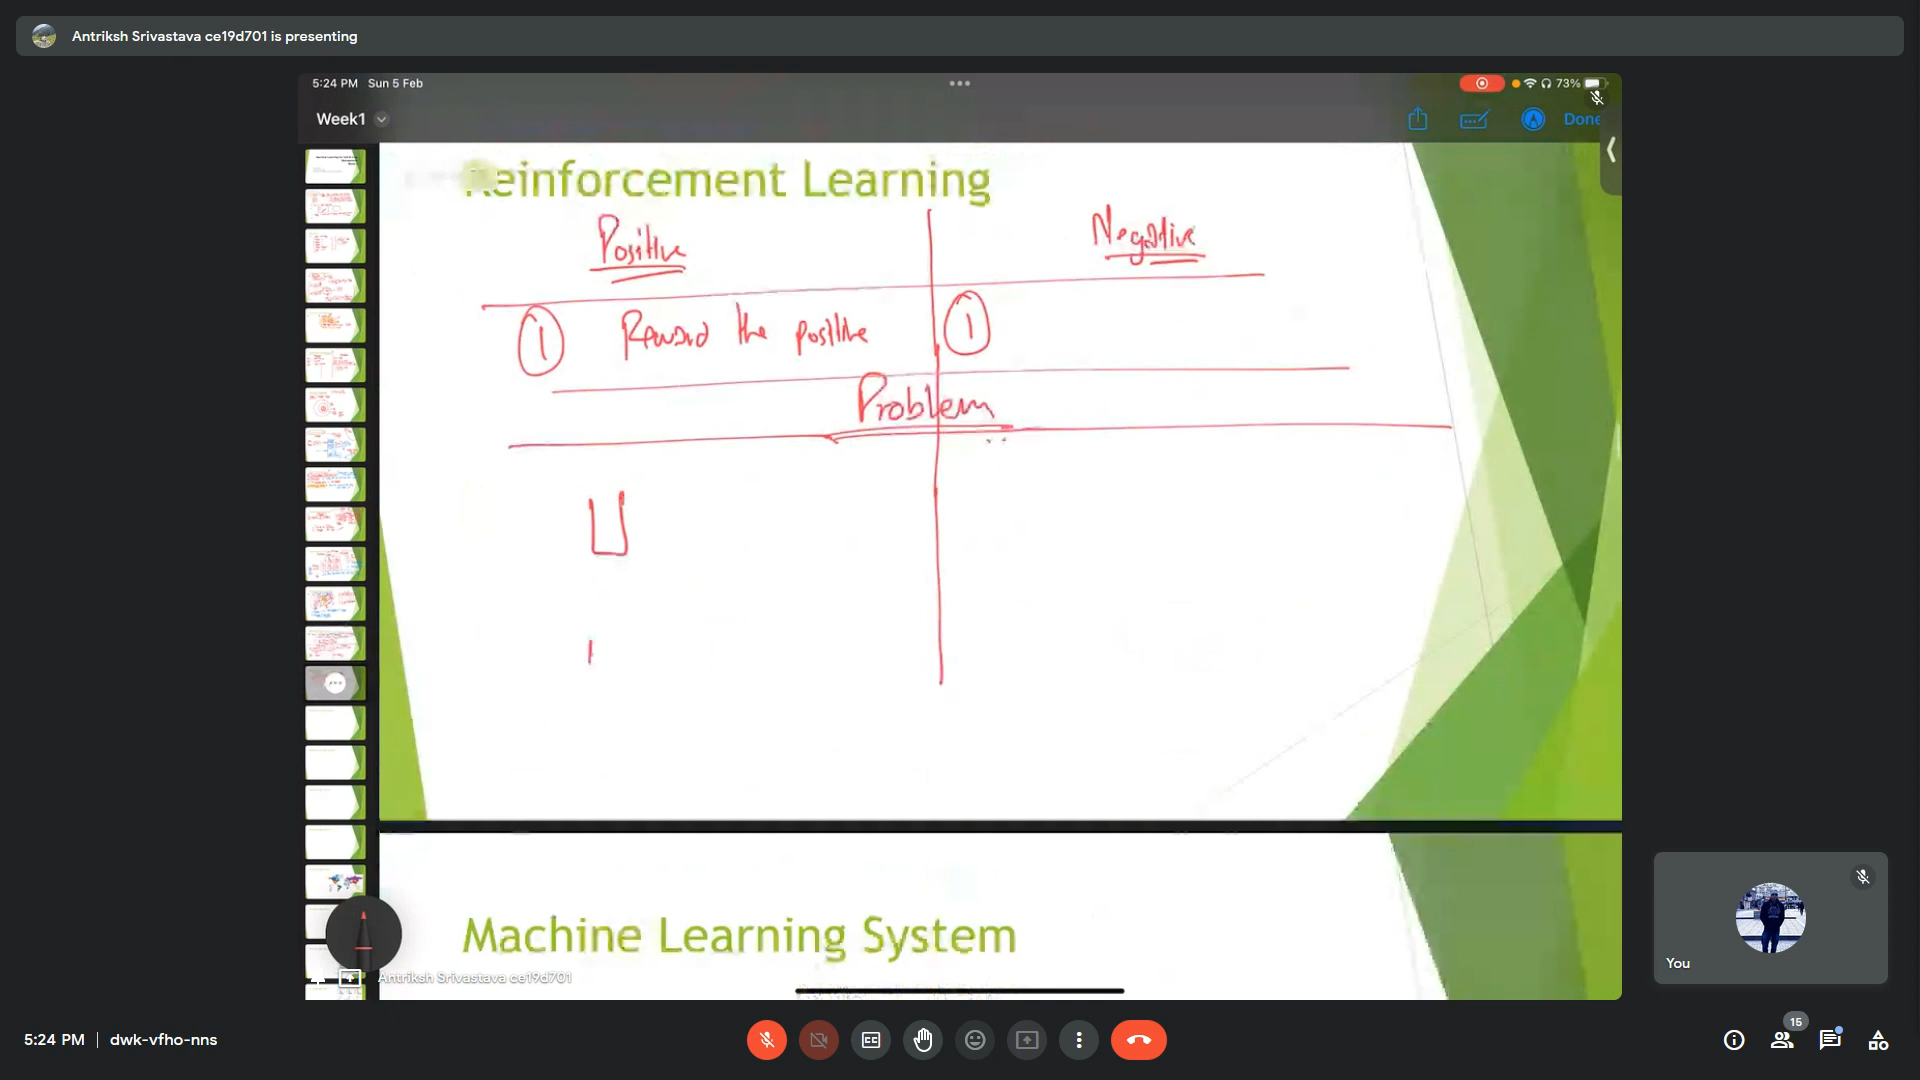 Antriksh Srivastava ce19d701 is presenting
5:24 PM Sun 5 Feb
73%
Week1
Done
Reinforcement Learning
Positive
Negative
1 Reward the positive
1
Problem
Machine Learning System
Antriksh Srivastava ce19d701
You
5:24 PM | dwk-vfho-nns
CC
15